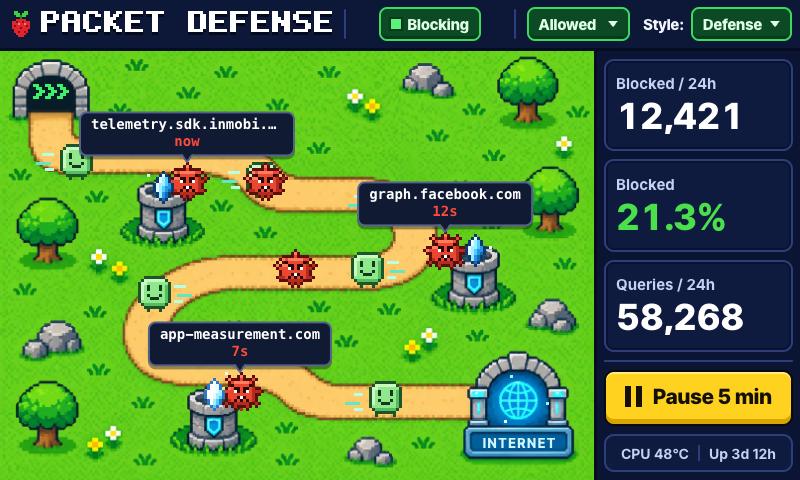 PACKET DEFENSE
Blocking
Allowed
Style:
Defense
telemetry.sdk.inmobi.…
now
graph.facebook.com
12s
app-measurement.com
7s
INTERNET
Blocked / 24h
12,421
Blocked
21.3%
Queries / 24h
58,268
Pause 5 min
CPU 48°C
Up 3d 12h